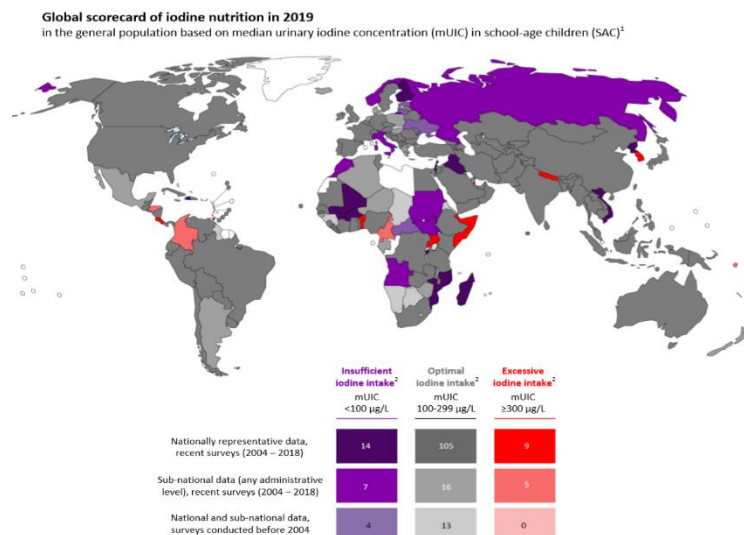 Global scorecard of iodine nutrition in 2019
in the general population based on median urinary iodine concentration (mUIC) in school-age children (SAC)¹
Insufficient iodine intake²
mUIC
<100 µg/L
Optimal iodine intake²
mUIC
100-299 µg/L
Excessive iodine intake²
mUIC
≥300 µg/L
Nationally representative data,
recent surveys (2004 – 2018)
14
105
9
Sub-national data (any administrative
level), recent surveys (2004 – 2018)
7
16
5
National and sub-national data,
surveys conducted before 2004
4
13
0